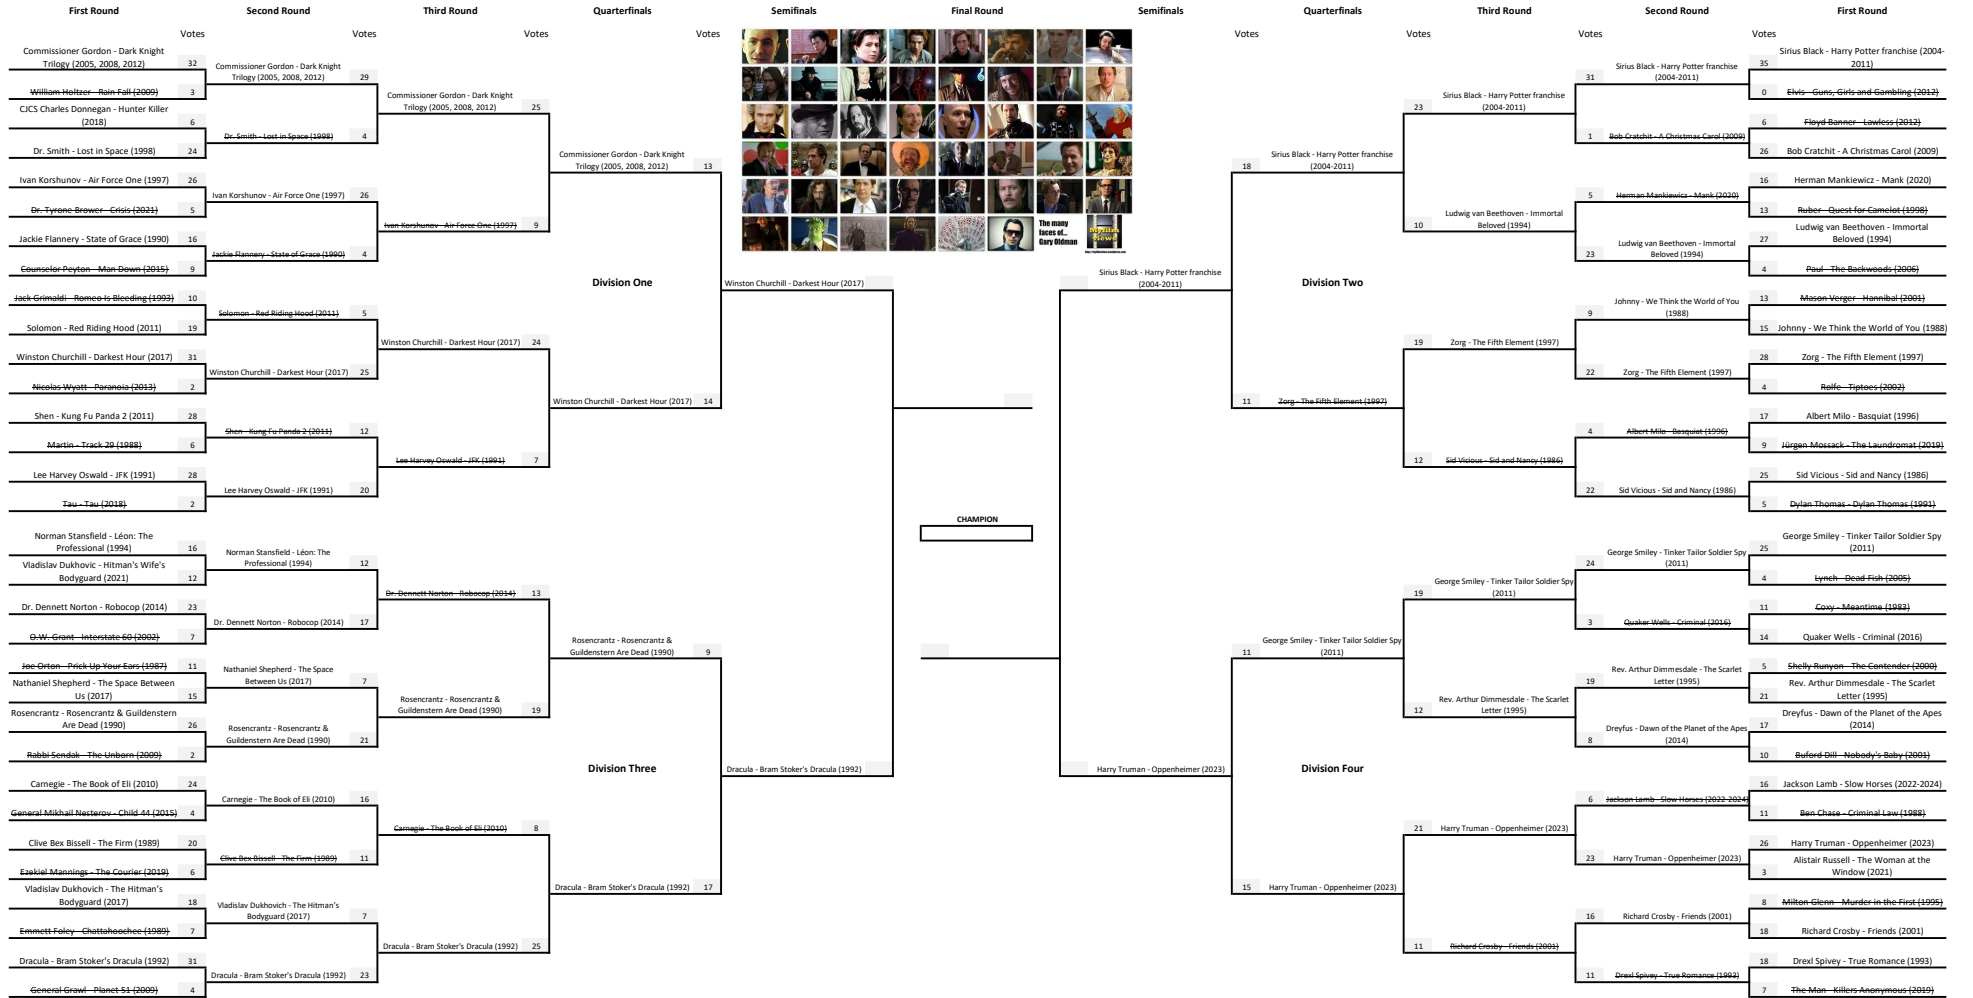 First Round
Second Round
Third Round
Quarterfinals
Semifinals
Final Round
Semifinals
Quarterfinals
Third Round
Second Round
First Round
Votes
Votes
Votes
Votes
Votes
Votes
Votes
Votes
Commissioner Gordon - Dark Knight
Trilogy (2005, 2008, 2012)
32
William Holtzer - Rain Fall (2009)
3
CJCS Charles Donnegan - Hunter Killer
(2018)
6
Dr. Smith - Lost in Space (1998)
24
Ivan Korshunov - Air Force One (1997)
26
Dr. Tyrone Brower - Crisis (2021)
5
Jackie Flannery - State of Grace (1990)
16
Counselor Peyton - Man Down (2015)
9
Jack Grimaldi - Romeo Is Bleeding (1993)
10
Solomon - Red Riding Hood (2011)
19
Winston Churchill - Darkest Hour (2017)
31
Nicolas Wyatt - Paranoia (2013)
2
Shen - Kung Fu Panda 2 (2011)
28
Martin - Track 29 (1988)
6
Lee Harvey Oswald - JFK (1991)
28
Tau - Tau (2018)
2
Norman Stansfield - Léon: The
Professional (1994)
16
Vladislav Dukhovic - Hitman's Wife's
Bodyguard (2021)
12
Dr. Dennett Norton - Robocop (2014)
23
O.W. Grant - Interstate 60 (2002)
7
Joe Orton - Prick Up Your Ears (1987)
11
Nathaniel Shepherd - The Space Between
Us (2017)
15
Rosencrantz - Rosencrantz & Guildenstern
Are Dead (1990)
26
Rabbi Sendak - The Unborn (2009)
2
Carnegie - The Book of Eli (2010)
24
General Mikhail Nesterov - Child 44 (2015)
4
Clive Bex Bissell - The Firm (1989)
20
Ezekiel Mannings - The Courier (2019)
6
Vladislav Dukhovich - The Hitman's
Bodyguard (2017)
18
Emmett Foley - Chattahoochee (1989)
7
Dracula - Bram Stoker's Dracula (1992)
31
General Grawl - Planet 51 (2009)
4
Commissioner Gordon - Dark Knight
Trilogy (2005, 2008, 2012)
29
Dr. Smith - Lost in Space (1998)
4
Ivan Korshunov - Air Force One (1997)
26
Jackie Flannery - State of Grace (1990)
4
Solomon - Red Riding Hood (2011)
5
Winston Churchill - Darkest Hour (2017)
25
Shen - Kung Fu Panda 2 (2011)
12
Lee Harvey Oswald - JFK (1991)
20
Norman Stansfield - Léon: The
Professional (1994)
12
Dr. Dennett Norton - Robocop (2014)
17
Nathaniel Shepherd - The Space
Between Us (2017)
7
Rosencrantz - Rosencrantz &
Guildenstern Are Dead (1990)
21
Carnegie - The Book of Eli (2010)
16
Clive Bex Bissell - The Firm (1989)
11
Vladislav Dukhovich - The Hitman's
Bodyguard (2017)
7
Dracula - Bram Stoker's Dracula (1992)
23
Commissioner Gordon - Dark Knight
Trilogy (2005, 2008, 2012)
25
Ivan Korshunov - Air Force One (1997)
9
Winston Churchill - Darkest Hour (2017)
24
Lee Harvey Oswald - JFK (1991)
7
Dr. Dennett Norton - Robocop (2014)
13
Rosencrantz - Rosencrantz &
Guildenstern Are Dead (1990)
19
Carnegie - The Book of Eli (2010)
8
Dracula - Bram Stoker's Dracula (1992)
25
Commissioner Gordon - Dark Knight
Trilogy (2005, 2008, 2012)
13
Division One
Winston Churchill - Darkest Hour (2017)
14
Rosencrantz - Rosencrantz &
Guildenstern Are Dead (1990)
9
Division Three
Dracula - Bram Stoker's Dracula (1992)
17
Winston Churchill - Darkest Hour (2017)
Dracula - Bram Stoker's Dracula (1992)
The many
faces of...
Gary Oldman
My film
views
CHAMPION
Sirius Black - Harry Potter franchise
(2004-2011)
Harry Truman - Oppenheimer (2023)
18
Sirius Black - Harry Potter franchise
(2004-2011)
Division Two
11
Zorg - The Fifth Element (1997)
11
George Smiley - Tinker Tailor Soldier Spy
(2011)
Division Four
15
Harry Truman - Oppenheimer (2023)
23
Sirius Black - Harry Potter franchise
(2004-2011)
10
Ludwig van Beethoven - Immortal
Beloved (1994)
19
Zorg - The Fifth Element (1997)
12
Sid Vicious - Sid and Nancy (1986)
19
George Smiley - Tinker Tailor Soldier Spy
(2011)
12
Rev. Arthur Dimmesdale - The Scarlet
Letter (1995)
21
Harry Truman - Oppenheimer (2023)
11
Richard Crosby - Friends (2001)
31
Sirius Black - Harry Potter franchise
(2004-2011)
1
Bob Cratchit - A Christmas Carol (2009)
5
Herman Mankiewicz - Mank (2020)
23
Ludwig van Beethoven - Immortal
Beloved (1994)
9
Johnny - We Think the World of You
(1988)
22
Zorg - The Fifth Element (1997)
4
Albert Milo - Basquiat (1996)
22
Sid Vicious - Sid and Nancy (1986)
24
George Smiley - Tinker Tailor Soldier Spy
(2011)
3
Quaker Wells - Criminal (2016)
19
Rev. Arthur Dimmesdale - The Scarlet
Letter (1995)
8
Dreyfus - Dawn of the Planet of the Apes
(2014)
6
Jackson Lamb - Slow Horses (2022-2024)
23
Harry Truman - Oppenheimer (2023)
16
Richard Crosby - Friends (2001)
11
Drexl Spivey - True Romance (1993)
35
Sirius Black - Harry Potter franchise (2004-
2011)
0
Elvis - Guns, Girls and Gambling (2012)
6
Floyd Banner - Lawless (2012)
26
Bob Cratchit - A Christmas Carol (2009)
16
Herman Mankiewicz - Mank (2020)
13
Ruber - Quest for Camelot (1998)
27
Ludwig van Beethoven - Immortal
Beloved (1994)
4
Paul - The Backwoods (2006)
13
Mason Verger - Hannibal (2001)
15
Johnny - We Think the World of You (1988)
28
Zorg - The Fifth Element (1997)
4
Rolfe - Tiptoes (2002)
17
Albert Milo - Basquiat (1996)
9
Jürgen Mossack - The Laundromat (2019)
25
Sid Vicious - Sid and Nancy (1986)
5
Dylan Thomas - Dylan Thomas (1991)
25
George Smiley - Tinker Tailor Soldier Spy
(2011)
4
Lynch - Dead Fish (2005)
11
Coxy - Meantime (1983)
14
Quaker Wells - Criminal (2016)
5
Shelly Runyon - The Contender (2000)
21
Rev. Arthur Dimmesdale - The Scarlet
Letter (1995)
17
Dreyfus - Dawn of the Planet of the Apes
(2014)
10
Buford Dill - Nobody's Baby (2001)
16
Jackson Lamb - Slow Horses (2022-2024)
11
Ben Chase - Criminal Law (1988)
26
Harry Truman - Oppenheimer (2023)
3
Alistair Russell - The Woman at the
Window (2021)
8
Milton Glenn - Murder in the First (1995)
18
Richard Crosby - Friends (2001)
18
Drexl Spivey - True Romance (1993)
7
The Man - Killers Anonymous (2019)